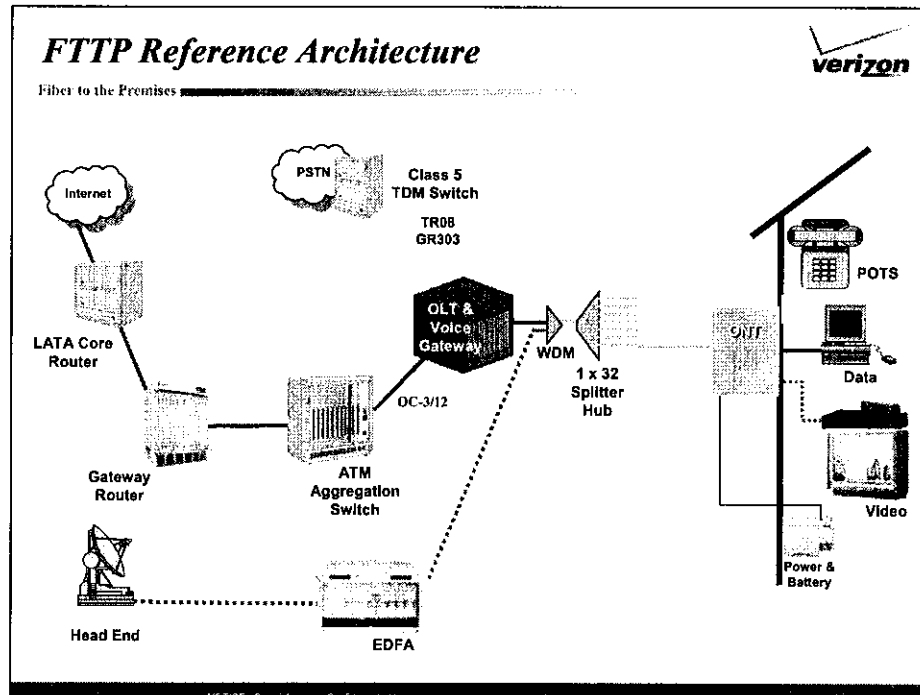 FTTP Reference Architecture
verizon
Fiber to the Premises
Internet
PSTN
Class 5
TDM Switch
TR08
GR303
POTS
OLT &
Voice
Gateway
ONT
LATA Core
Router
WDM
1 x 32
Splitter
Hub
Data
OC-3/12
Gateway
Router
ATM
Aggregation
Switch
Video
Power &
Battery
Head End
EDFA